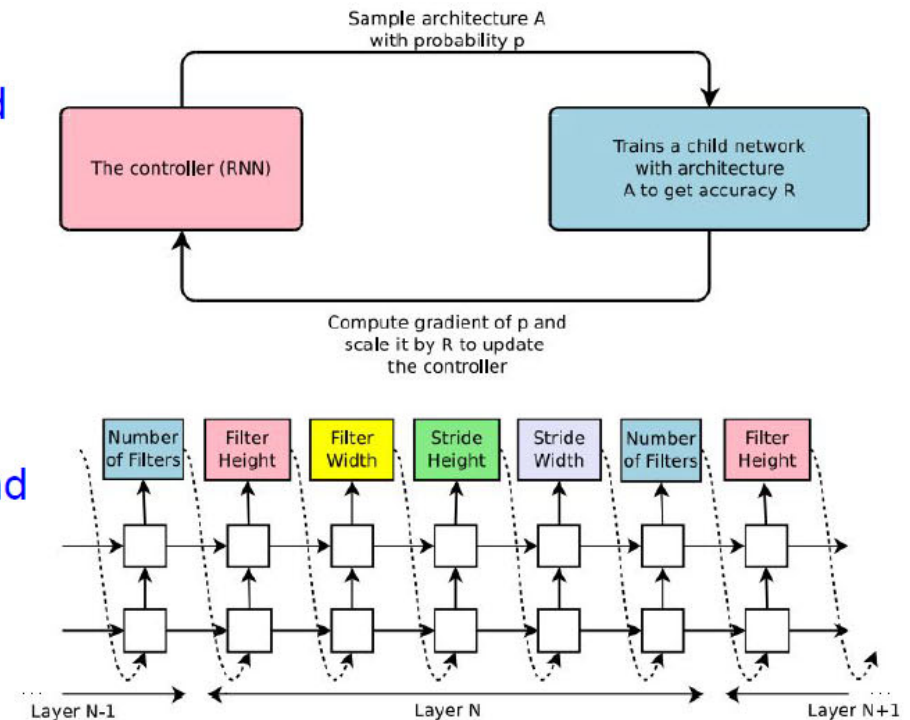 Sample architecture A
with probability p
d
The controller (RNN)
Trains a child network
with architecture
A to get accuracy R
Compute gradient of p and
scale it by R to update
the controller
nd
Number
of Filters
Filter
Height
Filter
Width
Stride
Height
Stride
Width
Number
of Filters
Filter
Height
...
...
Layer N-1
Layer N
Layer N+1